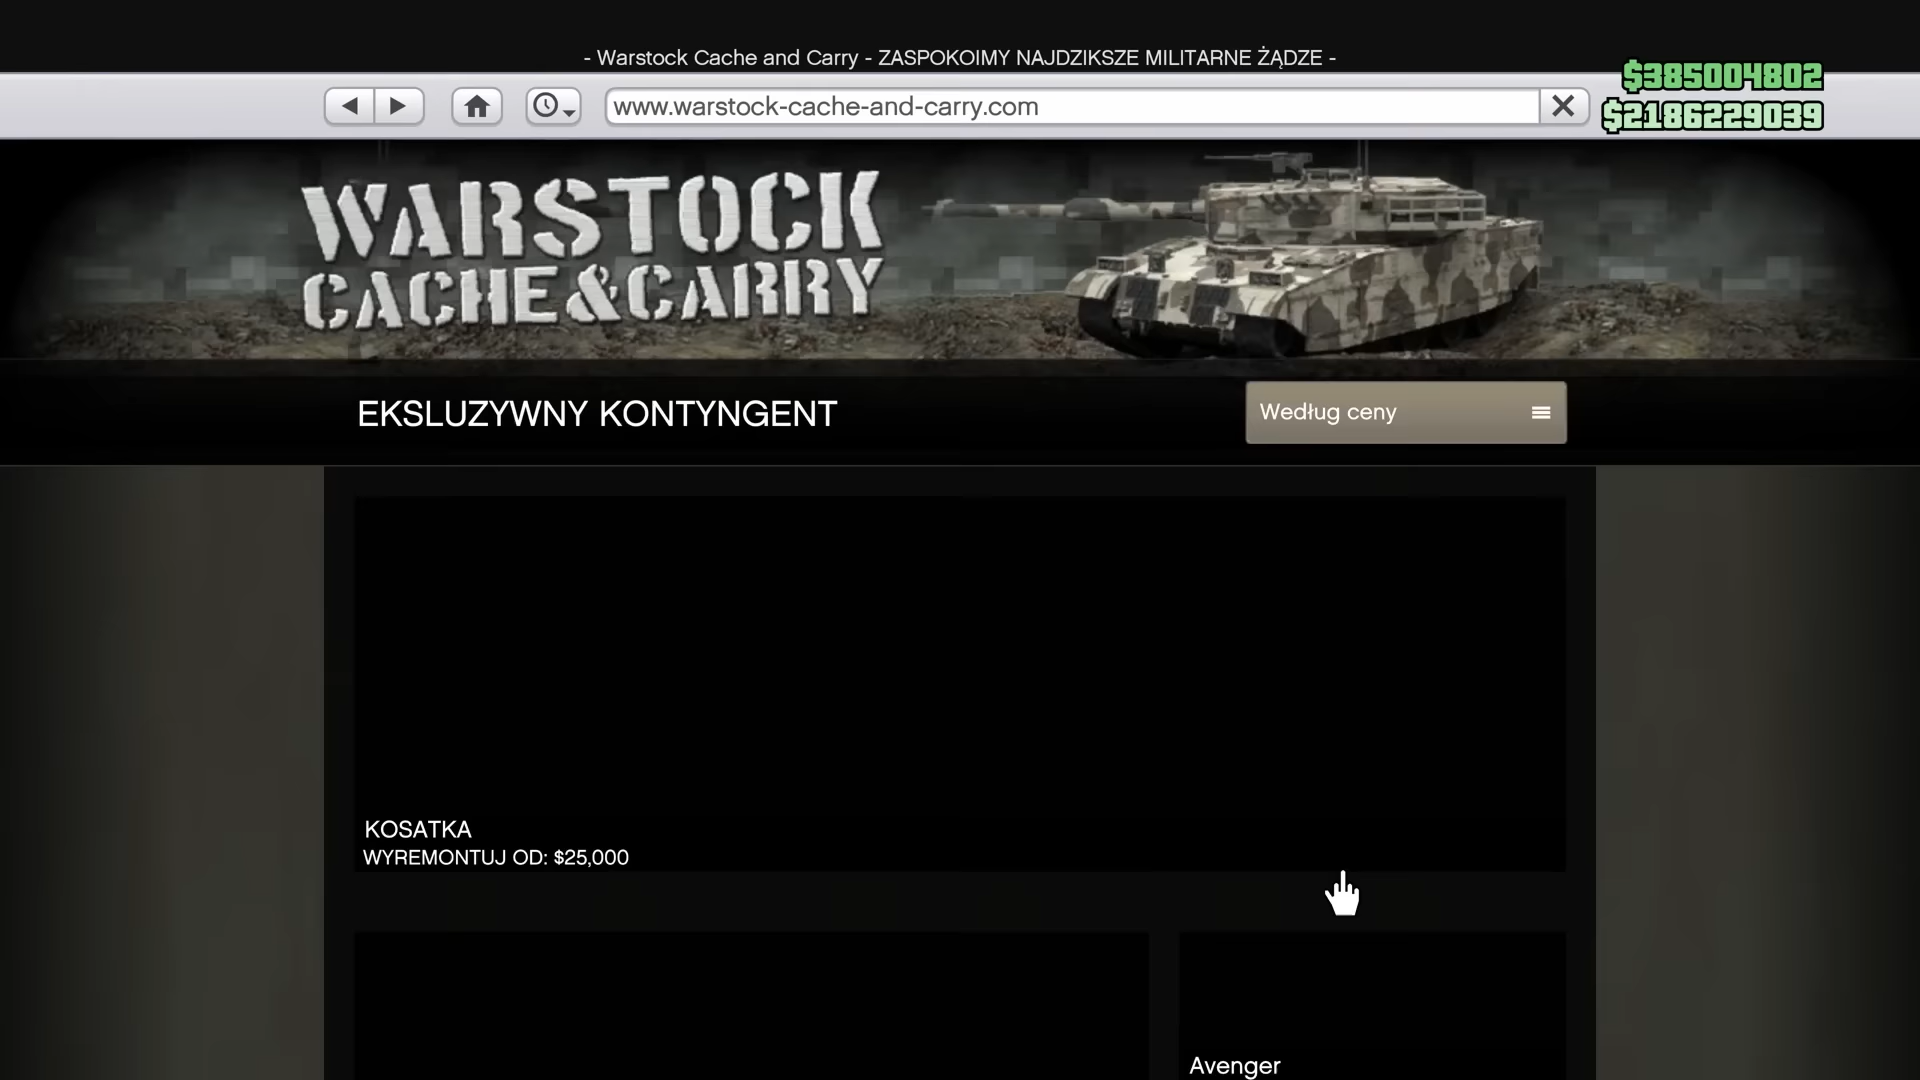 - Warstock Cache and Carry - ZASPOKOIMY NAJDZIKSZE MILITARNE ŻĄDZE -
$385004802
www.warstock-cache-and-carry.com
$2186229039
WARSTOCK
CACHE&CARRY
EKSLUZYWNY KONTYNGENT
Według ceny
KOSATKA
WYREMONTUJ OD: $25,000
Avenger